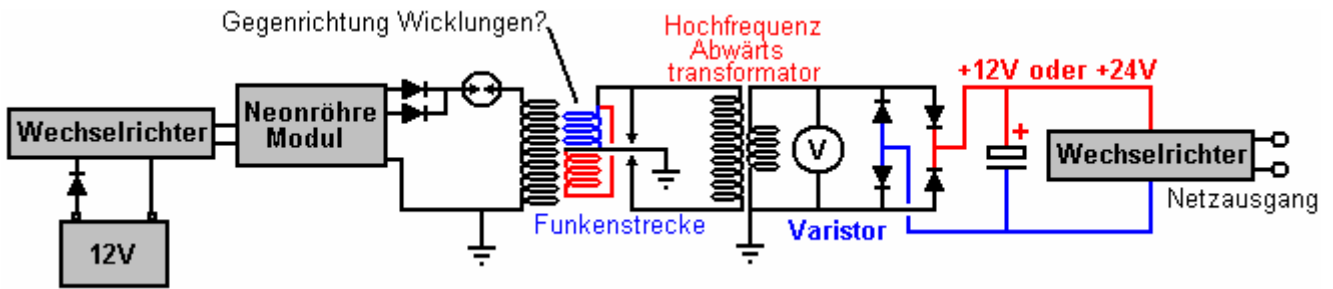 Gegenrichtung Wicklungen?
Hochfrequenz
Abwärts
transformator
+12V oder +24V
Neonröhre
Modul
Wechselrichter
V
+
Wechselrichter
Netzausgang
Funkenstrecke
Varistor
12V